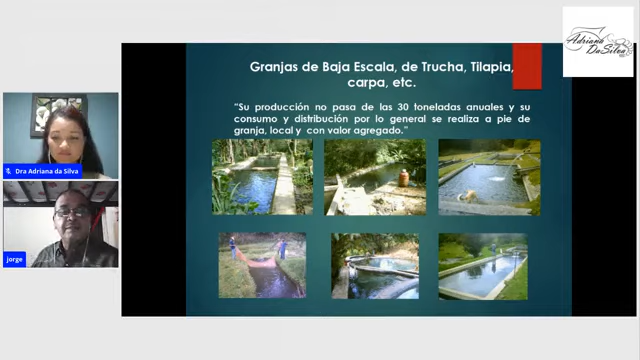 Adriana
DaSilva
Granjas de Baja Escala, de Trucha, Tilapia,
carpa, etc.
“Su producción no pasa de las 30 toneladas anuales y su
consumo y distribución por lo general se realiza a pie de
granja, local y con valor agregado.”
Dra Adriana da Silva
jorge